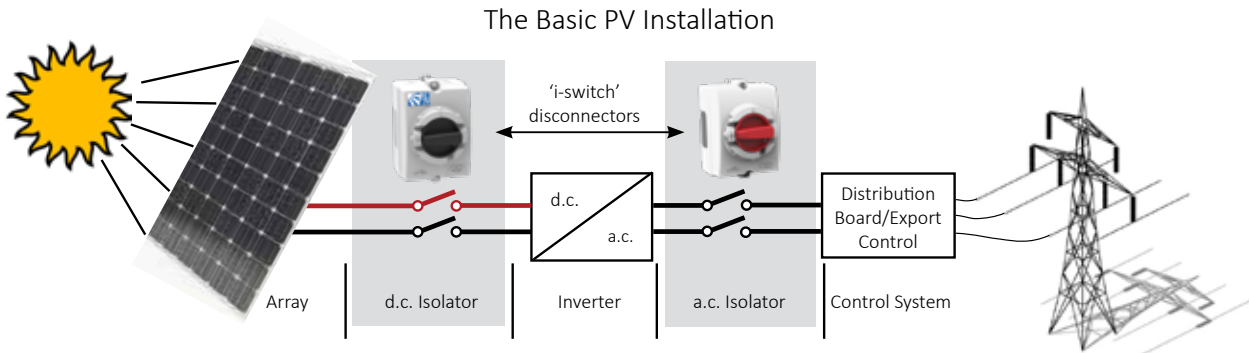 The Basic PV Installation
'i-switch'
disconnectors
d.c.
a.c.
Distribution
Board/Export
Control
Array
d.c. Isolator
Inverter
a.c. Isolator
Control System